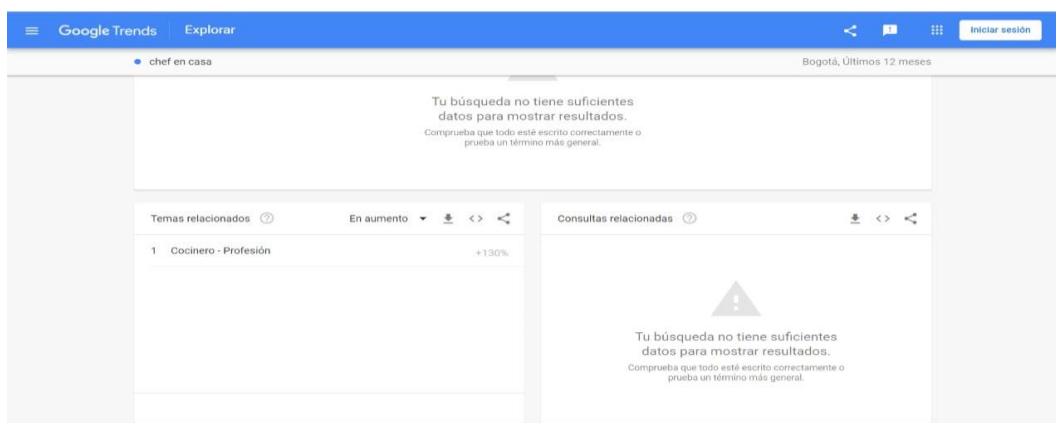 Google Trends Explorar Iniciar sesión
chef en casa Bogotá, Últimos 12 meses
Tu búsqueda no tiene suficientes
datos para mostrar resultados.
Comprueba que todo esté escrito correctamente o
prueba un término más general.
Temas relacionados En aumento
1 Cocinero - Profesión +130%
Consultas relacionadas
Tu búsqueda no tiene suficientes
datos para mostrar resultados.
Comprueba que todo esté escrito correctamente o
prueba un término más general.